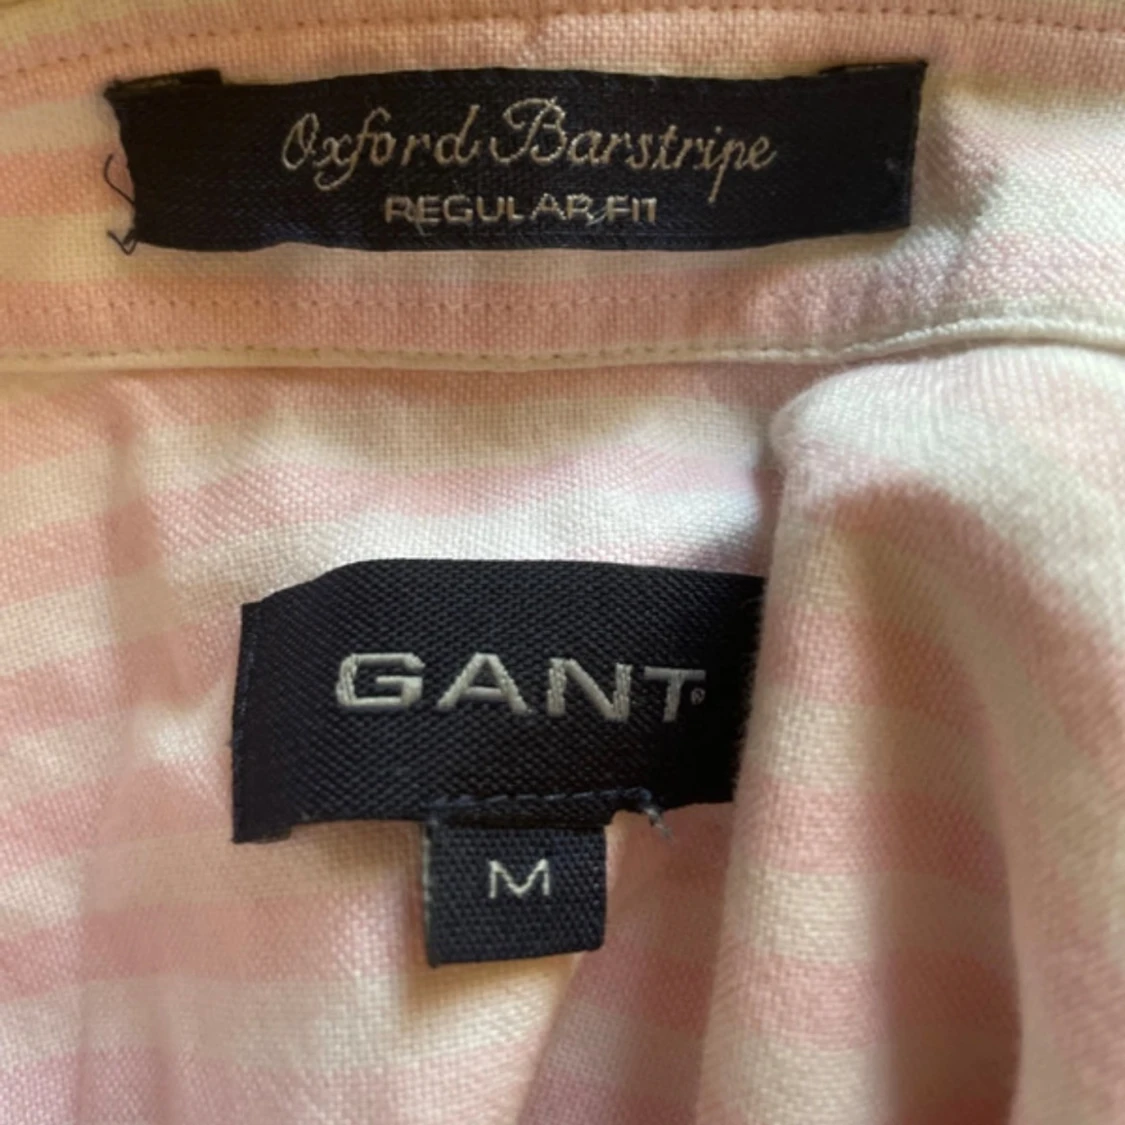 Oxford Barstripe
REGULAR FIT
GANT®
M